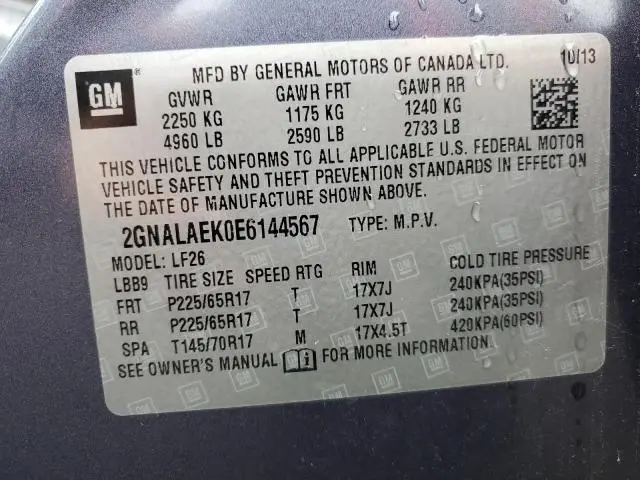 GM
MFD BY GENERAL MOTORS OF CANADA LTD. 10/13
GVWR GAWR FRT GAWR RR
2250 KG 1175 KG 1240 KG
4960 LB 2590 LB 2733 LB
THIS VEHICLE CONFORMS TO ALL APPLICABLE U.S. FEDERAL MOTOR
VEHICLE SAFETY AND THEFT PREVENTION STANDARDS IN EFFECT ON
THE DATE OF MANUFACTURE SHOWN ABOVE.
2GNALAEK0E6144567 TYPE: M.P.V.
MODEL: LF26
LBB9 TIRE SIZE SPEED RTG RIM COLD TIRE PRESSURE
FRT P225/65R17 T 17X7J 240KPA(35PSI)
RR P225/65R17 T 17X7J 240KPA(35PSI)
SPA T145/70R17 M 17X4.5T 420KPA(60PSI)
SEE OWNER'S MANUAL FOR MORE INFORMATION.